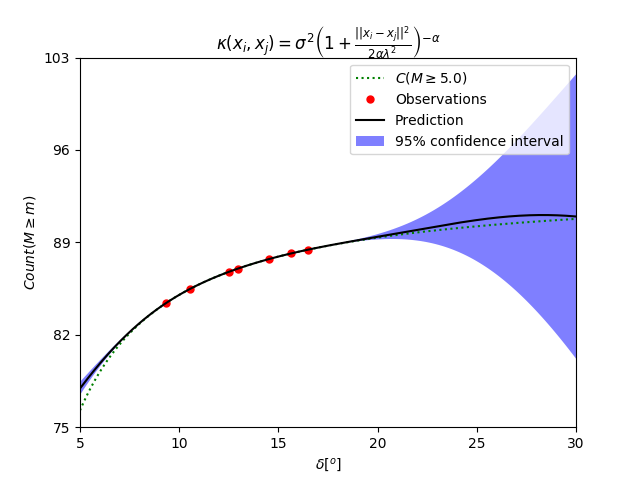 κ(x_i, x_j) = σ²(1 + ||x_i − x_j||² / 2αλ²)^−α
103
C(M ≥ 5.0)
Observations
Prediction
95% confidence interval
96
89
82
75
Count(M ≥ m)
5 10 15 20 25 30
δ[°]